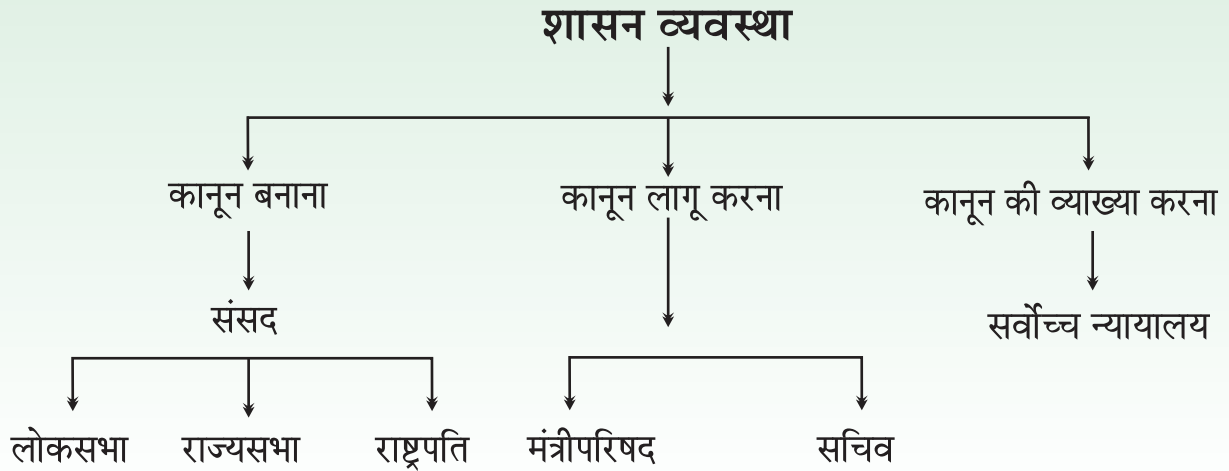 शासन व्यवस्था
कानून बनाना
कानून लागू करना
कानून की व्याख्या करना
संसद
सर्वोच्च न्यायालय
लोकसभा
राज्यसभा
राष्ट्रपति
मंत्रीपरिषद
सचिव